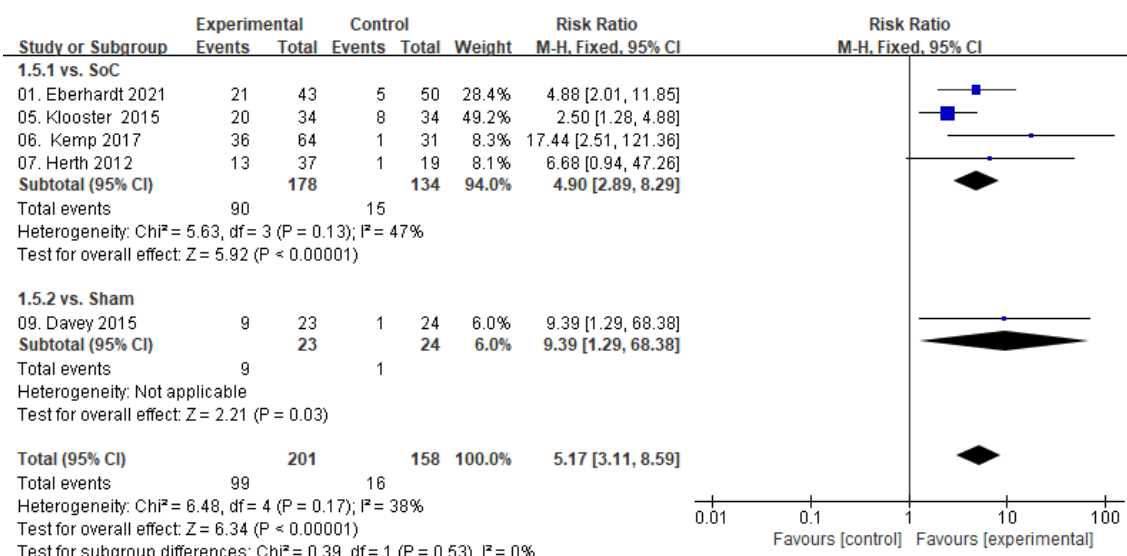 Experimental Control Risk Ratio Risk Ratio
Study or Subgroup Events Total Events Total Weight M-H, Fixed, 95% CI M-H, Fixed, 95% CI
1.5.1 vs. SoC
01. Eberhardt 2021 21 43 5 50 28.4% 4.88 [2.01, 11.85]
05. Klooster 2015 20 34 8 34 49.2% 2.50 [1.28, 4.88]
06. Kemp 2017 36 64 1 31 8.3% 17.44 [2.51, 121.36]
07. Herth 2012 13 37 1 19 8.1% 6.68 [0.94, 47.26]
Subtotal (95% CI) 178 134 94.0% 4.90 [2.89, 8.29]
Total events 90 15
Heterogeneity: Chi² = 5.63, df = 3 (P = 0.13); I² = 47%
Test for overall effect: Z = 5.92 (P < 0.00001)
1.5.2 vs. Sham
09. Davey 2015 9 23 1 24 6.0% 9.39 [1.29, 68.38]
Subtotal (95% CI) 23 24 6.0% 9.39 [1.29, 68.38]
Total events 9 1
Heterogeneity: Not applicable
Test for overall effect: Z = 2.21 (P = 0.03)
Total (95% CI) 201 158 100.0% 5.17 [3.11, 8.59]
Total events 99 16
Heterogeneity: Chi² = 6.48, df = 4 (P = 0.17); I² = 38%
Test for overall effect: Z = 6.34 (P < 0.00001)
Test for subgroup differences: Chi² = 0.39, df = 1 (P = 0.53), I² = 0%
0.01 0.1 1 10 100
Favours [control] Favours [experimental]